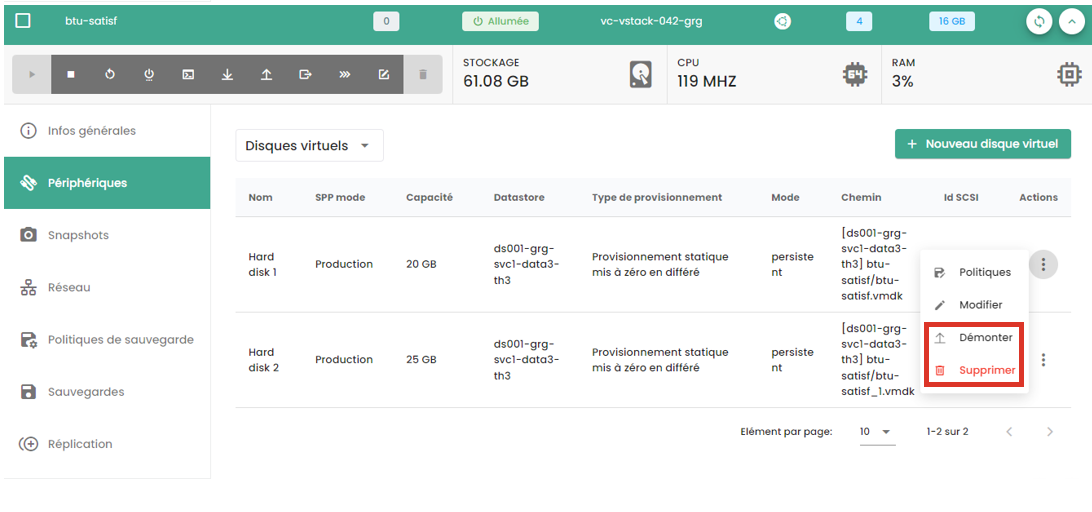 btu-satisf 0 Allumée vc-vstack-042-grg 4 16 GB
STOCKAGE
61.08 GB
CPU
119 MHZ
64
RAM
3%
Infos générales
Périphériques
Snapshots
Réseau
Politiques de sauvegarde
Sauvegardes
Réplication
Disques virtuels
+ Nouveau disque virtuel
Nom SPP mode Capacité Datastore Type de provisionnement Mode Chemin Id SCSI Actions
Hard
disk 1
Production
20 GB
ds001-grg-
svc1-data3-
th3
Provisionnement statique
mis à zéro en différé
persiste
nt
[ds001-grg-
svc1-data3-
th3] btu-
satisf/btu-
satisf.vmdk
Hard
disk 2
Production
25 GB
ds001-grg-
svc1-data3-
th3
Provisionnement statique
mis à zéro en différé
persiste
nt
[ds001-grg-
svc1-data3-
th3] btu-
satisf/btu-
satisf_1.vmdk
Politiques
Modifier
Démonter
Supprimer
Elément par page: 10 1-2 sur 2